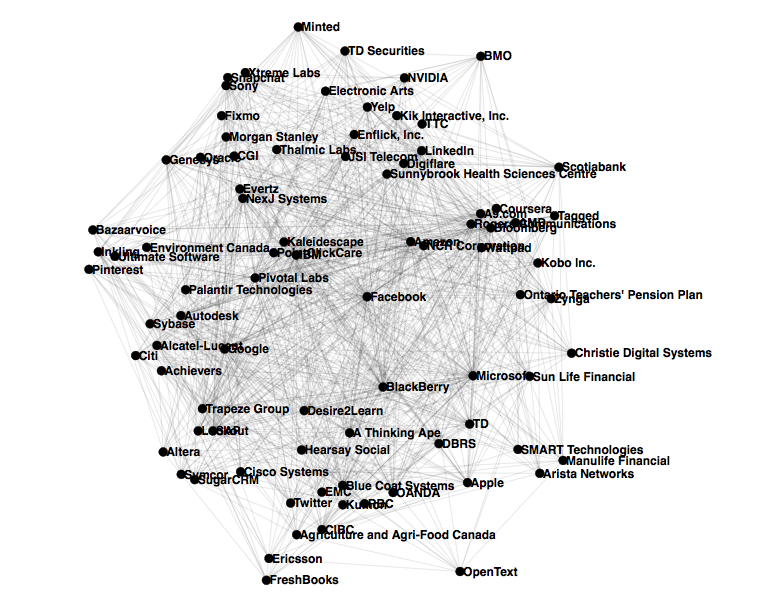 Minted
TD Securities
BMO
Xtreme Labs
Snapchat
NVIDIA
Sony
Electronic Arts
Yelp
Fixmo
Kik Interactive, Inc.
TTC
Enflick, Inc.
Morgan Stanley
Thalmic Labs
LinkedIn
Genesys
Oracle
CGI
JSI Telecom
Digiflare
Scotiabank
Sunnybrook Health Sciences Centre
Evertz
NexJ Systems
Coursera
A9.com
Tagged
Rogers Communications
Bloomberg
Bazaarvoice
Kaleidescape
Amazon
NCR Corporation
Wattpad
Environment Canada
Inkling
PointClickCare
IBM
Ultimate Software
Kobo Inc.
Pinterest
Pivotal Labs
Palantir Technologies
Facebook
Ontario Teachers' Pension Plan
Zynga
Autodesk
Sybase
Alcatel-Lucent
Google
Citi
Christie Digital Systems
Achievers
Microsoft
Sun Life Financial
BlackBerry
Trapeze Group
Desire2Learn
TD
A Thinking Ape
DBRS
Altera
Hearsay Social
SMART Technologies
Manulife Financial
Symcor
Cisco Systems
Arista Networks
SugarCRM
Blue Coat Systems
Apple
EMC
OANDA
Twitter
RBC
CIBC
Agriculture and Agri-Food Canada
Ericsson
OpenText
FreshBooks